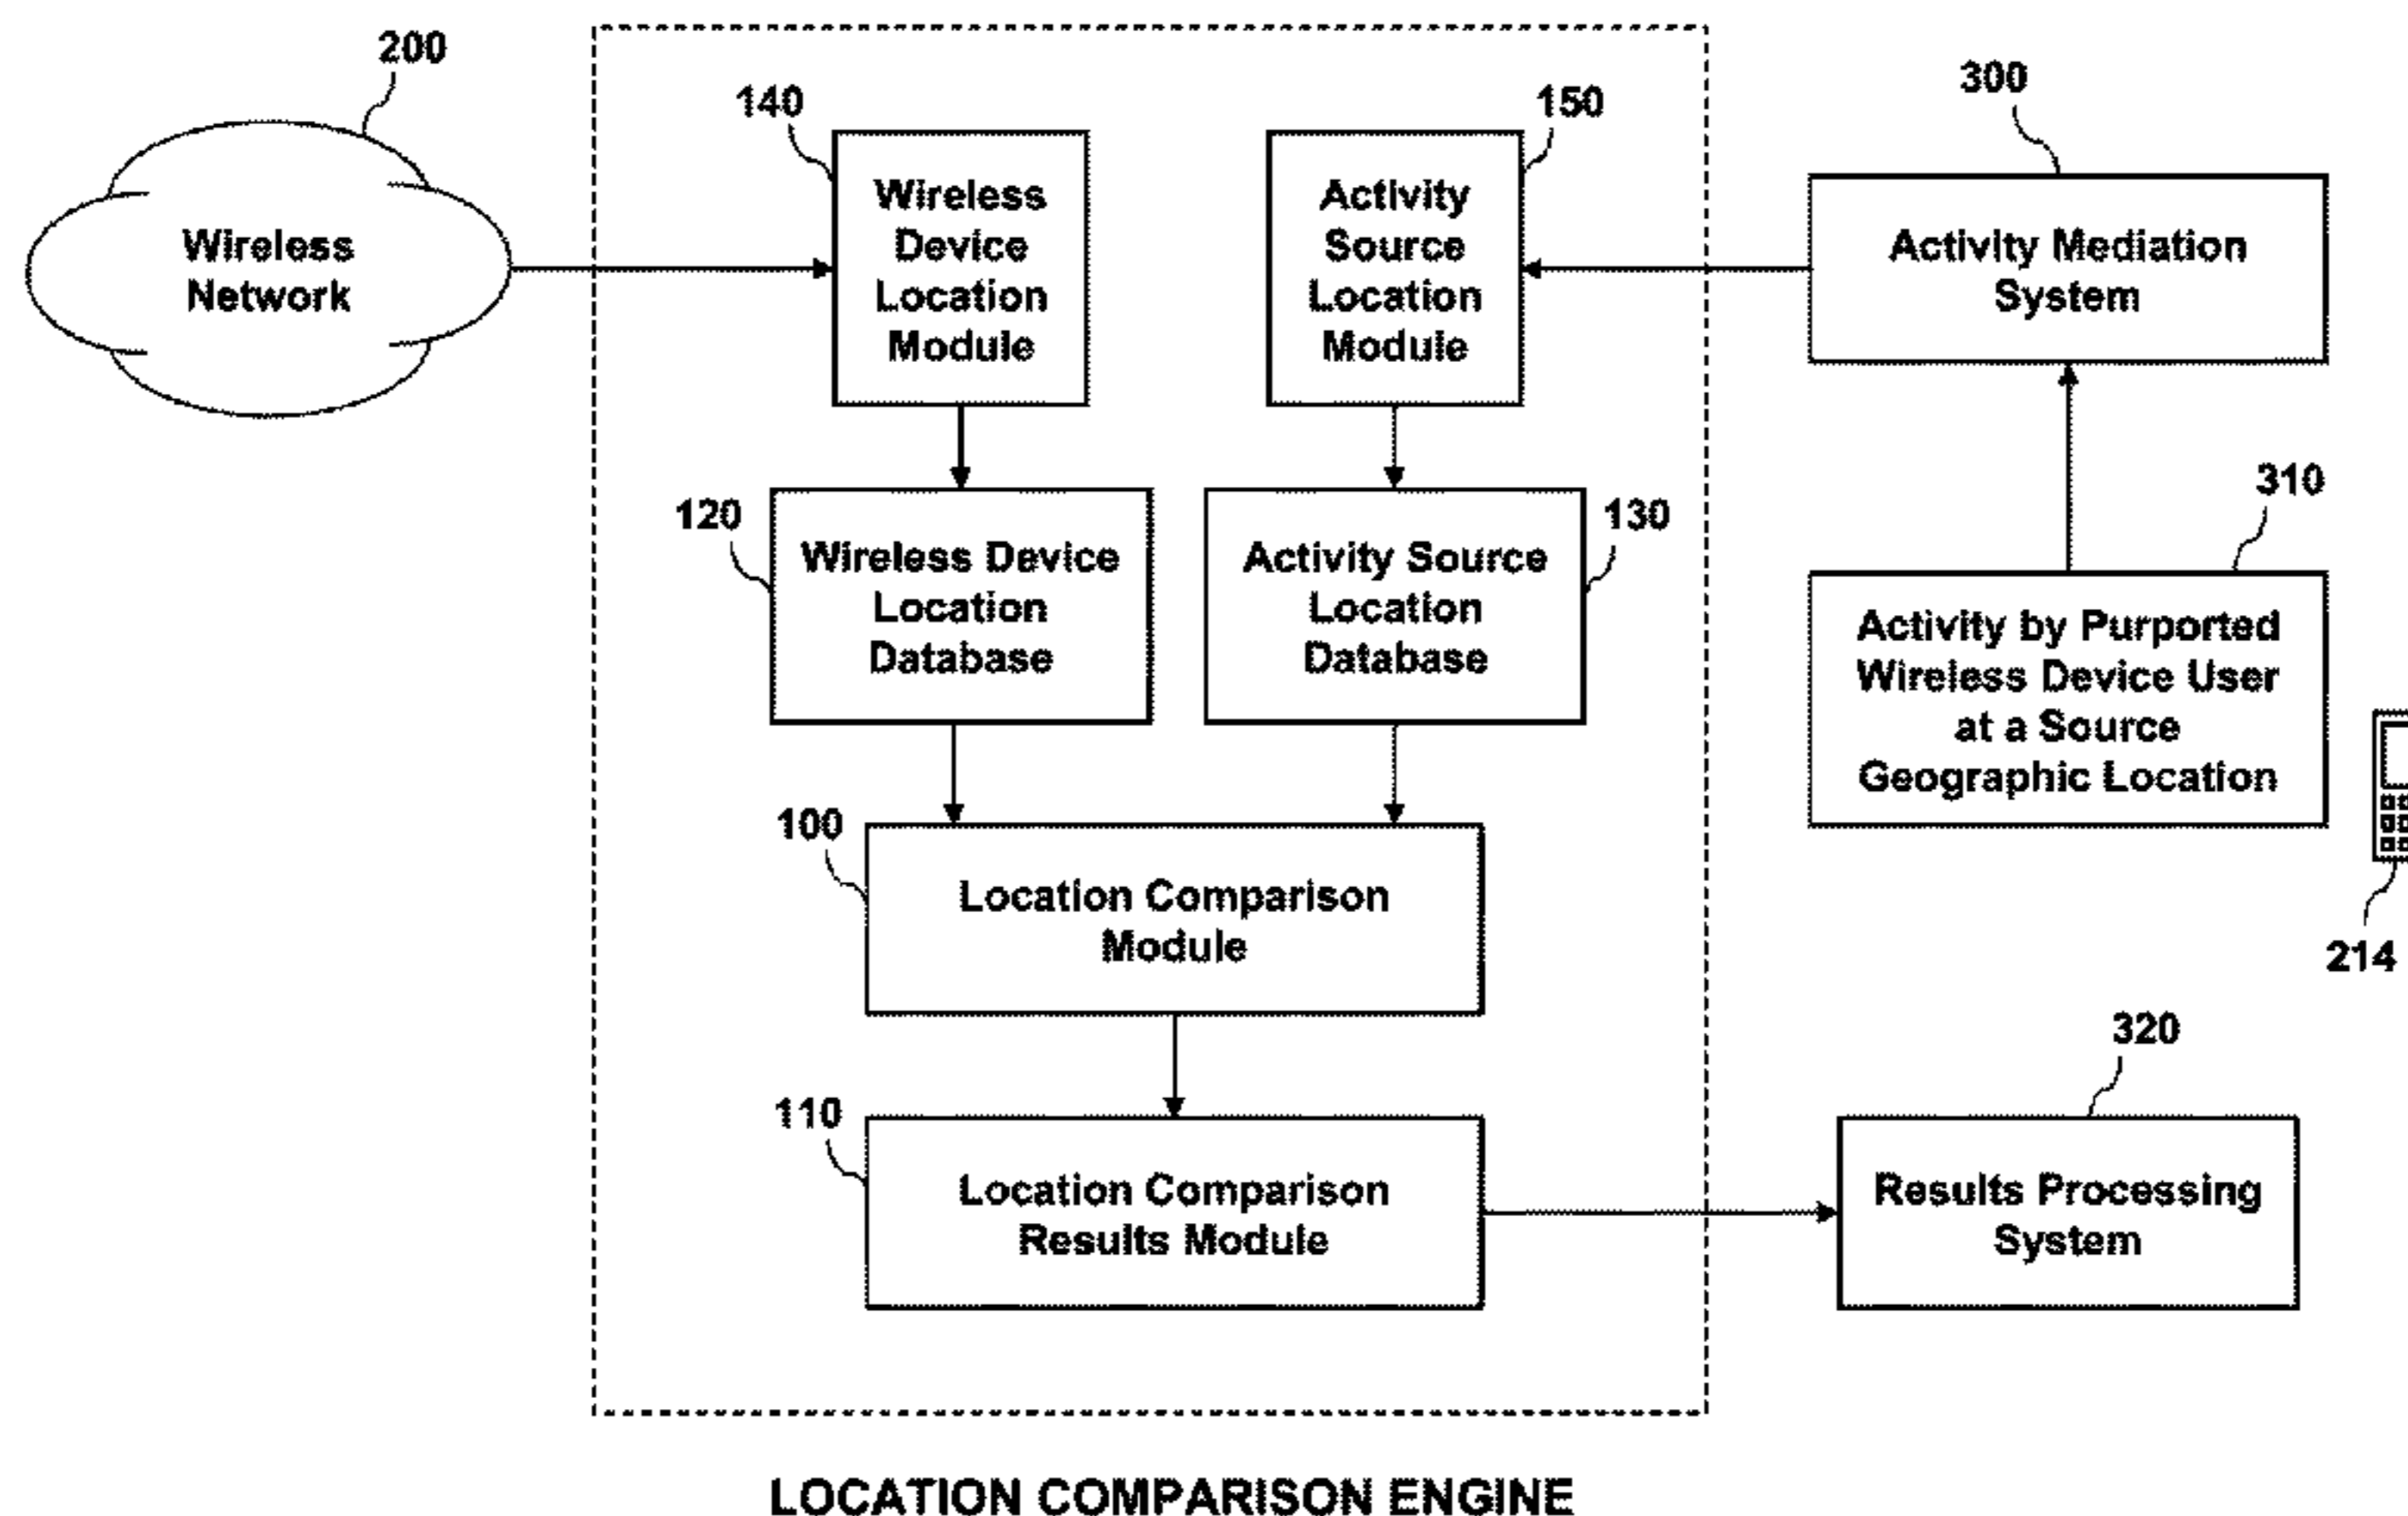 200
Wireless
Network
140
Wireless
Device
Location
Module
150
Activity
Source
Location
Module
300
Activity Mediation
System
120
Wireless Device
Location
Database
130
Activity Source
Location
Database
310
Activity by Purported
Wireless Device User
at a Source
Geographic Location
214
100
Location Comparison
Module
110
Location Comparison
Results Module
320
Results Processing
System
LOCATION COMPARISON ENGINE